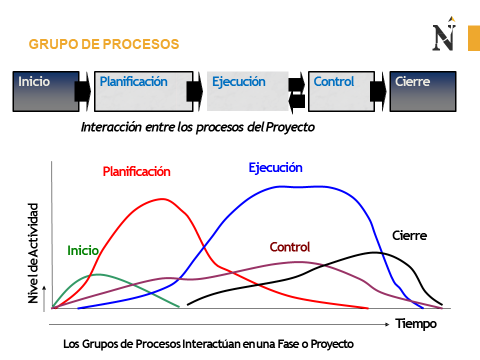 GRUPO DE PROCESOS
N
Inicio
Planificación
Ejecución
Control
Cierre
Interacción entre los procesos del Proyecto
Planificación
Ejecución
Inicio
Control
Cierre
Nivel de Actividad
Tiempo
Los Grupos de Procesos Interactúan en una Fase o Proyecto